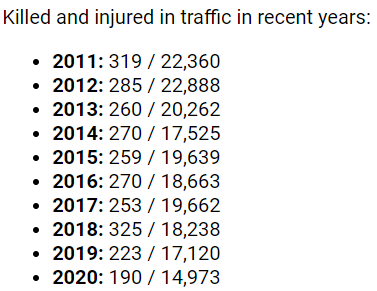 Killed and injured in traffic in recent years:
• 2011: 319 / 22,360
• 2012: 285 / 22,888
• 2013: 260 / 20,262
• 2014: 270 / 17,525
• 2015: 259 / 19,639
• 2016: 270 / 18,663
• 2017: 253 / 19,662
• 2018: 325 / 18,238
• 2019: 223 / 17,120
• 2020: 190 / 14,973